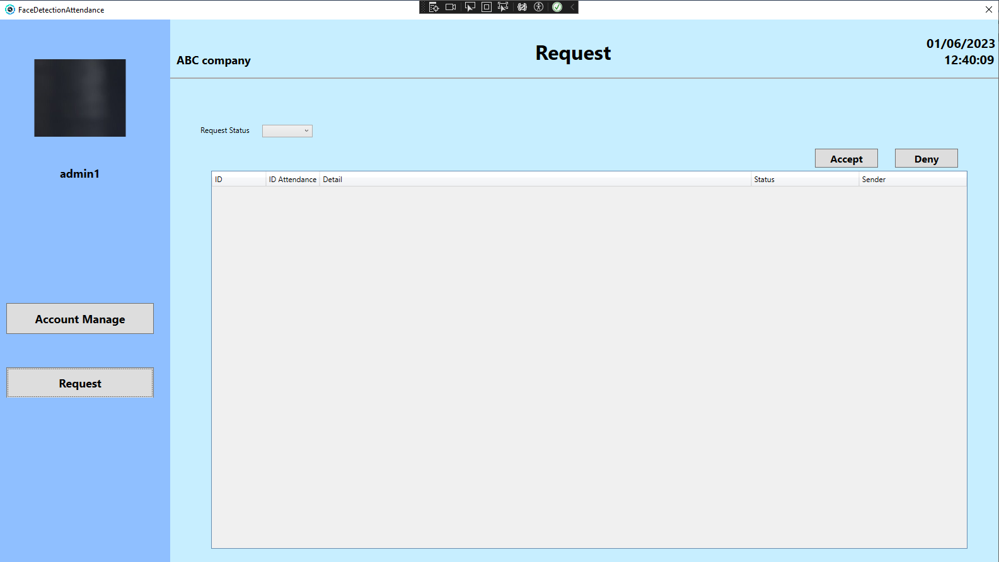 FaceDetectionAttendance
ABC company
Request
01/06/2023
12:40:09
admin1
Account Manage
Request
Request Status
Accept
Deny
ID
ID Attendance
Detail
Status
Sender